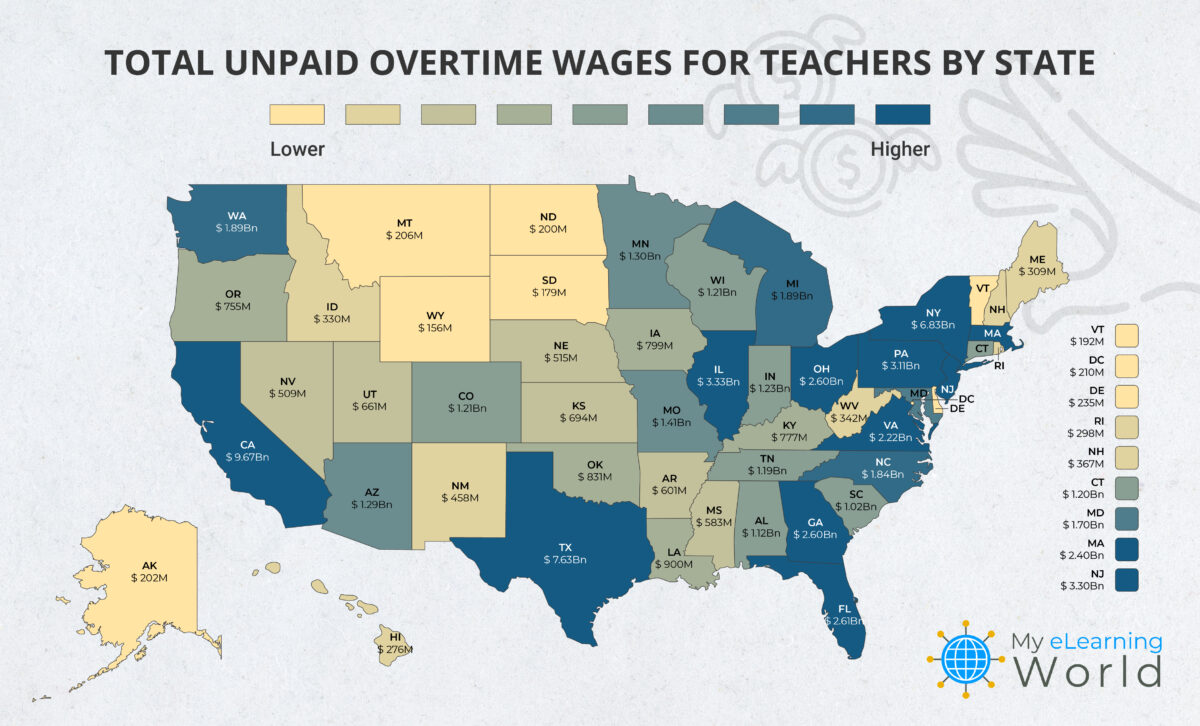 TOTAL UNPAID OVERTIME WAGES FOR TEACHERS BY STATE
Lower
Higher
WA
$ 1.89Bn
MT
$ 206M
ND
$ 200M
MN
$ 1.30Bn
OR
$ 755M
ID
$ 330M
WY
$ 156M
SD
$ 179M
WI
$ 1.21Bn
MI
$ 1.89Bn
NY
$ 6.83Bn
VT
NH
ME
$ 309M
MA
CT
RI
NV
$ 509M
UT
$ 661M
CO
$ 1.21Bn
NE
$ 515M
KS
$ 694M
IA
$ 799M
MO
$ 1.41Bn
IL
$ 3.33Bn
IN
$ 1.23Bn
OH
$ 2.60Bn
PA
$ 3.11Bn
NJ
MD
DC
DE
WV
$ 342M
VA
$ 2.22Bn
KY
$ 777M
CA
$ 9.67Bn
AZ
$ 1.29Bn
NM
$ 458M
OK
$ 831M
AR
$ 601M
TN
$ 1.19Bn
NC
$ 1.84Bn
SC
$ 1.02Bn
MS
$ 583M
AL
$ 1.12Bn
GA
$ 2.60Bn
TX
$ 7.63Bn
LA
$ 900M
FL
$ 2.61Bn
AK
$ 202M
HI
$ 276M
VT
$ 192M
DC
$ 210M
DE
$ 235M
RI
$ 298M
NH
$ 367M
CT
$ 1.20Bn
MD
$ 1.70Bn
MA
$ 2.40Bn
NJ
$ 3.30Bn
My eLearning
World
$
$